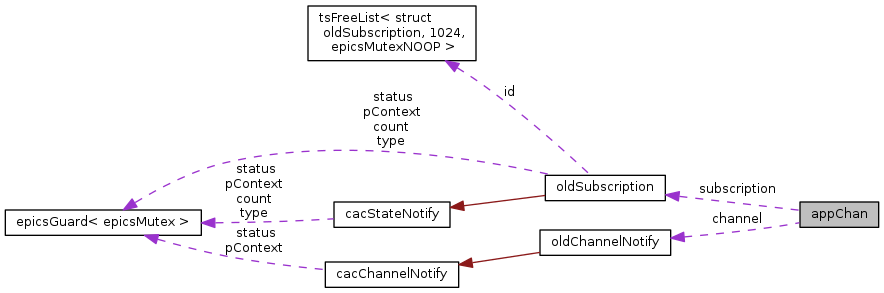 tsFreeList< struct
oldSubscription, 1024,
epicsMutexNOOP >
id
status
pContext
count
type
status
pContext
count
type
status
pContext
oldSubscription
subscription
appChan
cacStateNotify
channel
epicsGuard< epicsMutex >
oldChannelNotify
cacChannelNotify